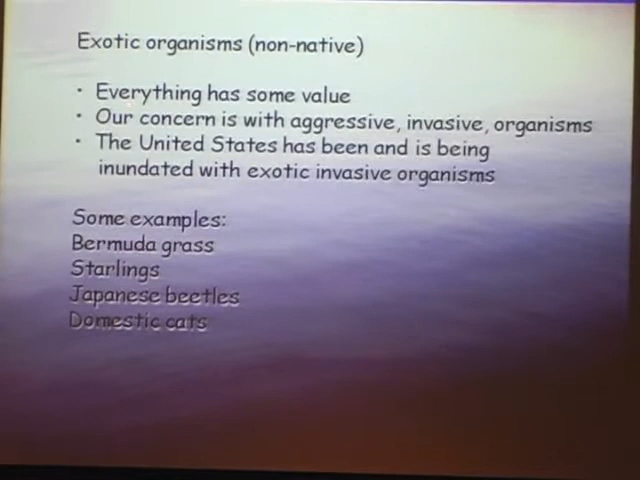 Exotic organisms (non-native)
• Everything has some value
• Our concern is with aggressive, invasive, organisms
• The United States has been and is being
inundated with exotic invasive organisms
Some examples:
Bermuda grass
Starlings
Japanese beetles
Domestic cats